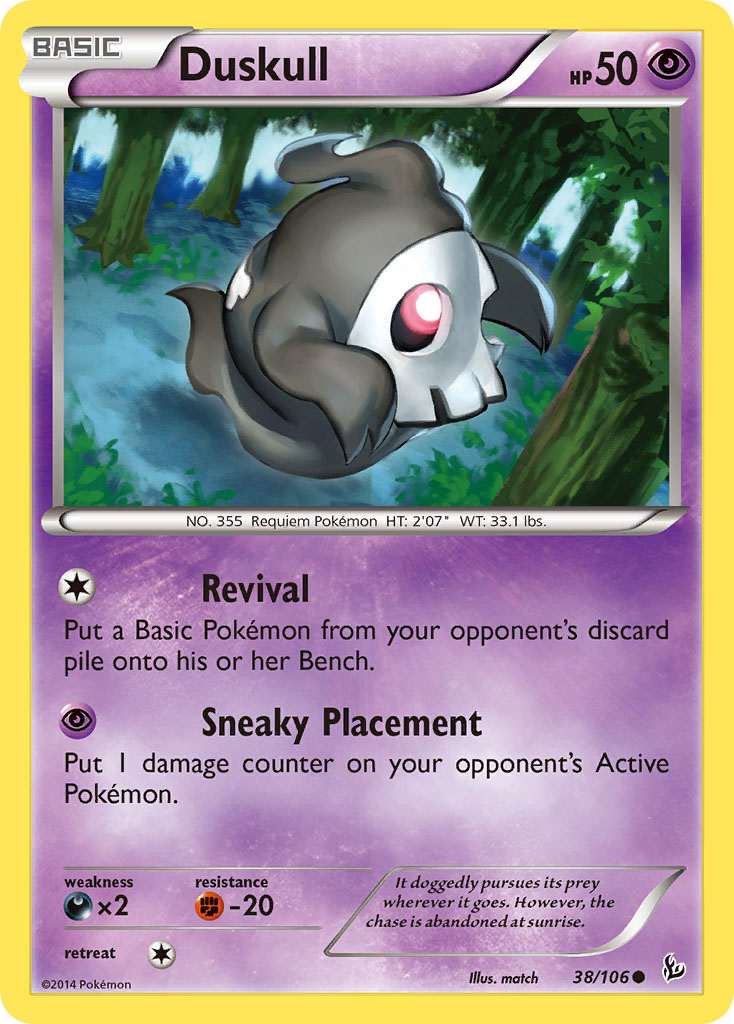 BASIC
Duskull
HP 50
NO. 355 Requiem Pokémon HT: 2'07" WT: 33.1 lbs.
Revival
Put a Basic Pokémon from your opponent's discard
pile onto his or her Bench.
Sneaky Placement
Put 1 damage counter on your opponent's Active
Pokémon.
weakness
×2
resistance
-20
retreat
It doggedly pursues its prey
wherever it goes. However, the
chase is abandoned at sunrise.
©2014 Pokémon
Illus. match
38/106